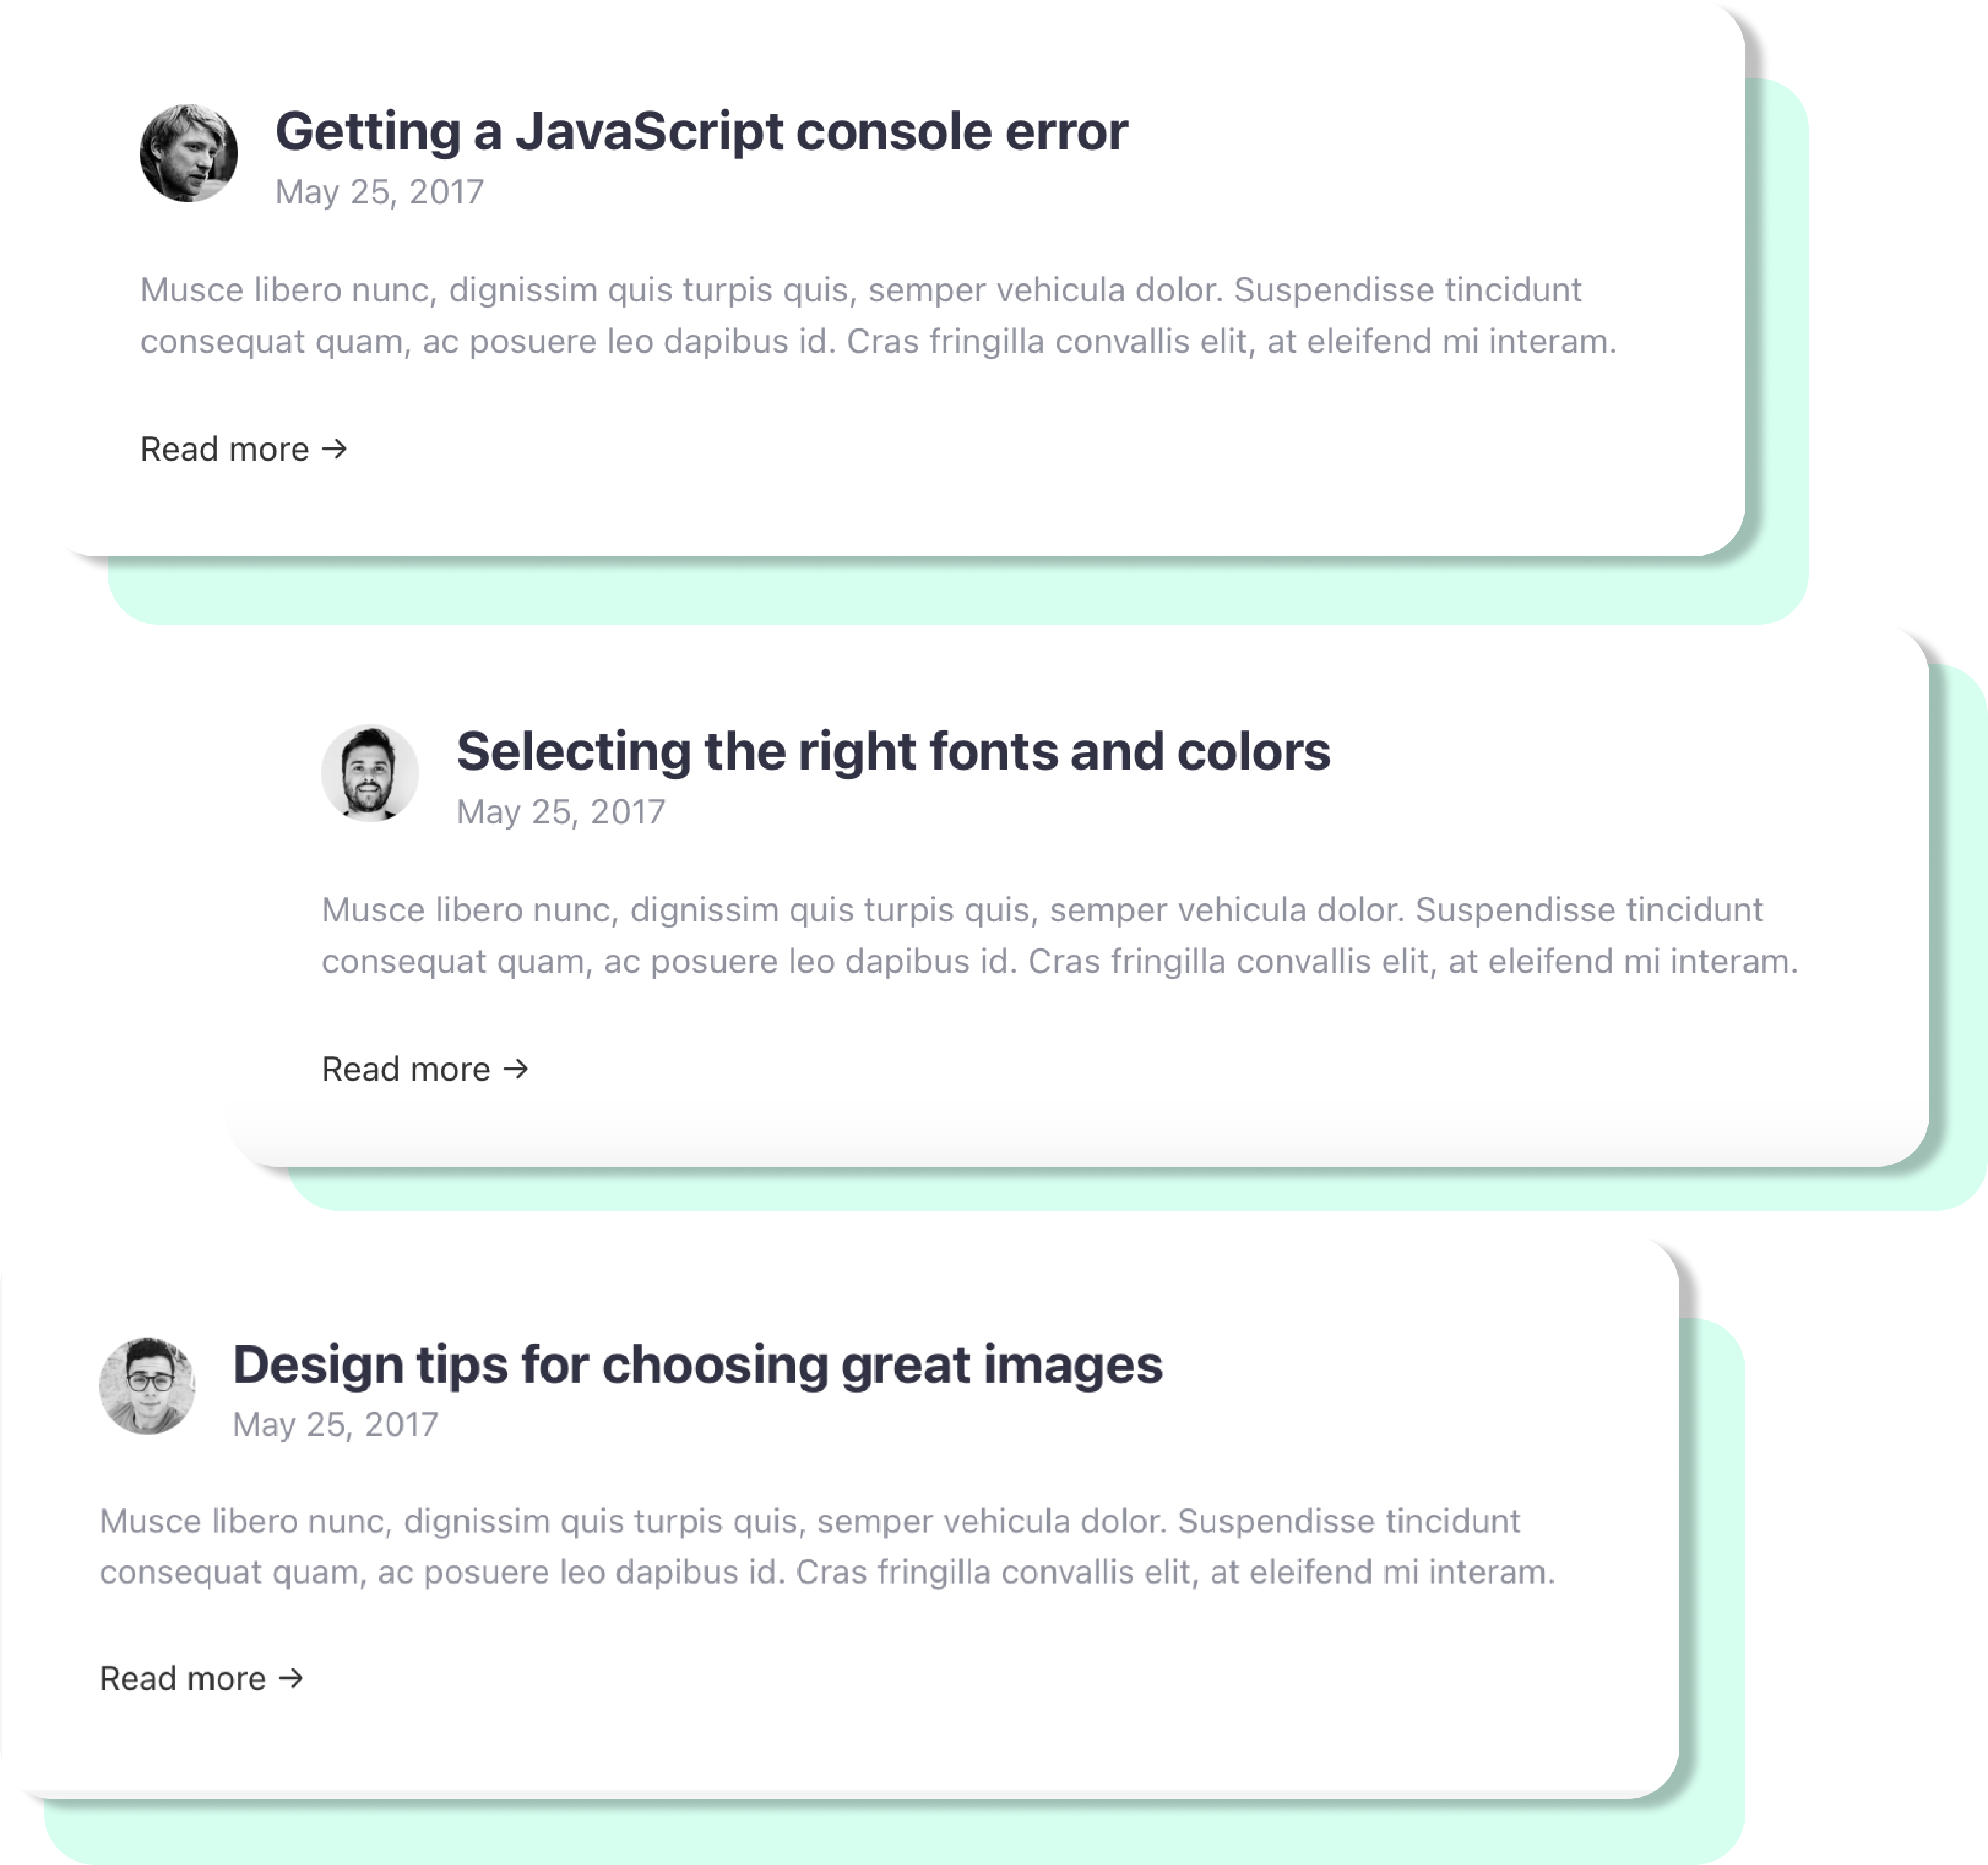 Getting a JavaScript console error
May 25, 2017
Musce libero nunc, dignissim quis turpis quis, semper vehicula dolor. Suspendisse tincidunt
consequat quam, ac posuere leo dapibus id. Cras fringilla convallis elit, at eleifend mi interam.
Read more →
Selecting the right fonts and colors
May 25, 2017
Musce libero nunc, dignissim quis turpis quis, semper vehicula dolor. Suspendisse tincidunt
consequat quam, ac posuere leo dapibus id. Cras fringilla convallis elit, at eleifend mi interam.
Read more →
Design tips for choosing great images
May 25, 2017
Musce libero nunc, dignissim quis turpis quis, semper vehicula dolor. Suspendisse tincidunt
consequat quam, ac posuere leo dapibus id. Cras fringilla convallis elit, at eleifend mi interam.
Read more →